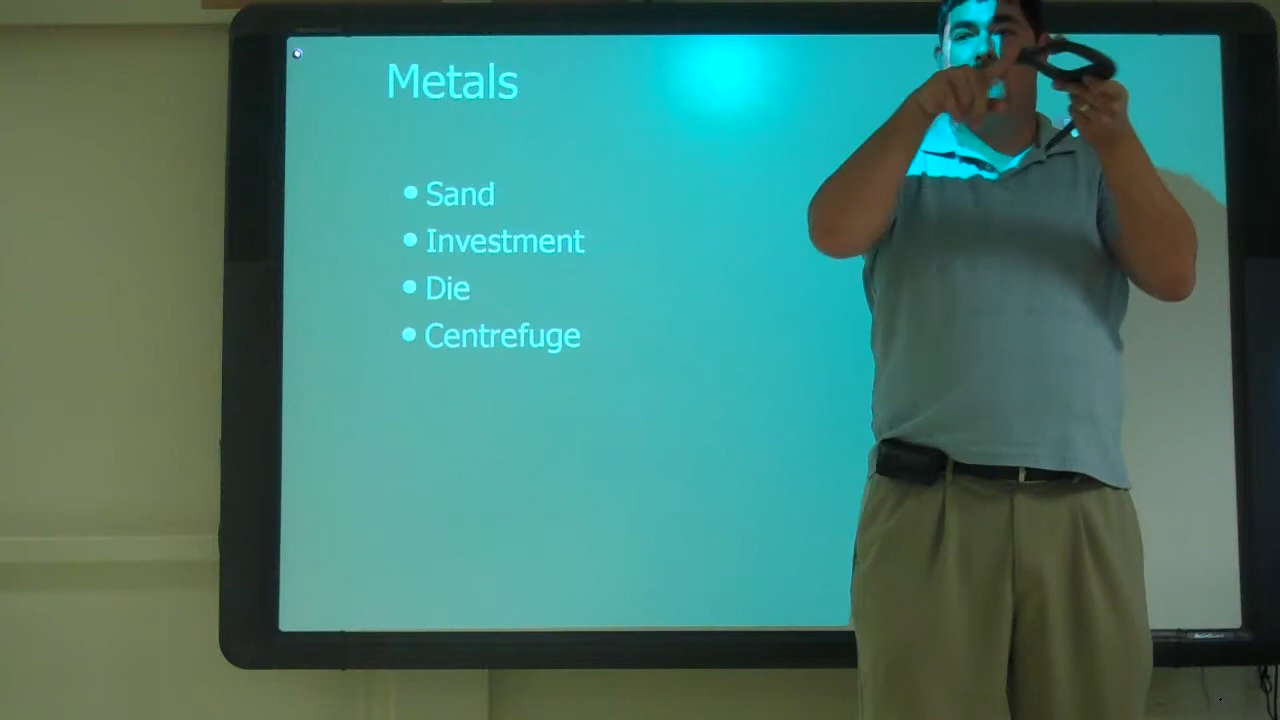 Metals
• Sand
• Investment
• Die
• Centrefuge